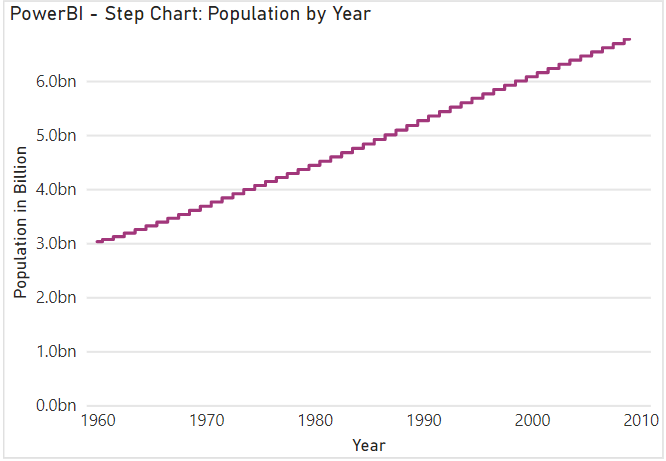 PowerBI - Step Chart: Population by Year
Population in Billion
6.0bn
5.0bn
4.0bn
3.0bn
2.0bn
1.0bn
0.0bn
1960 1970 1980 1990 2000 2010
Year